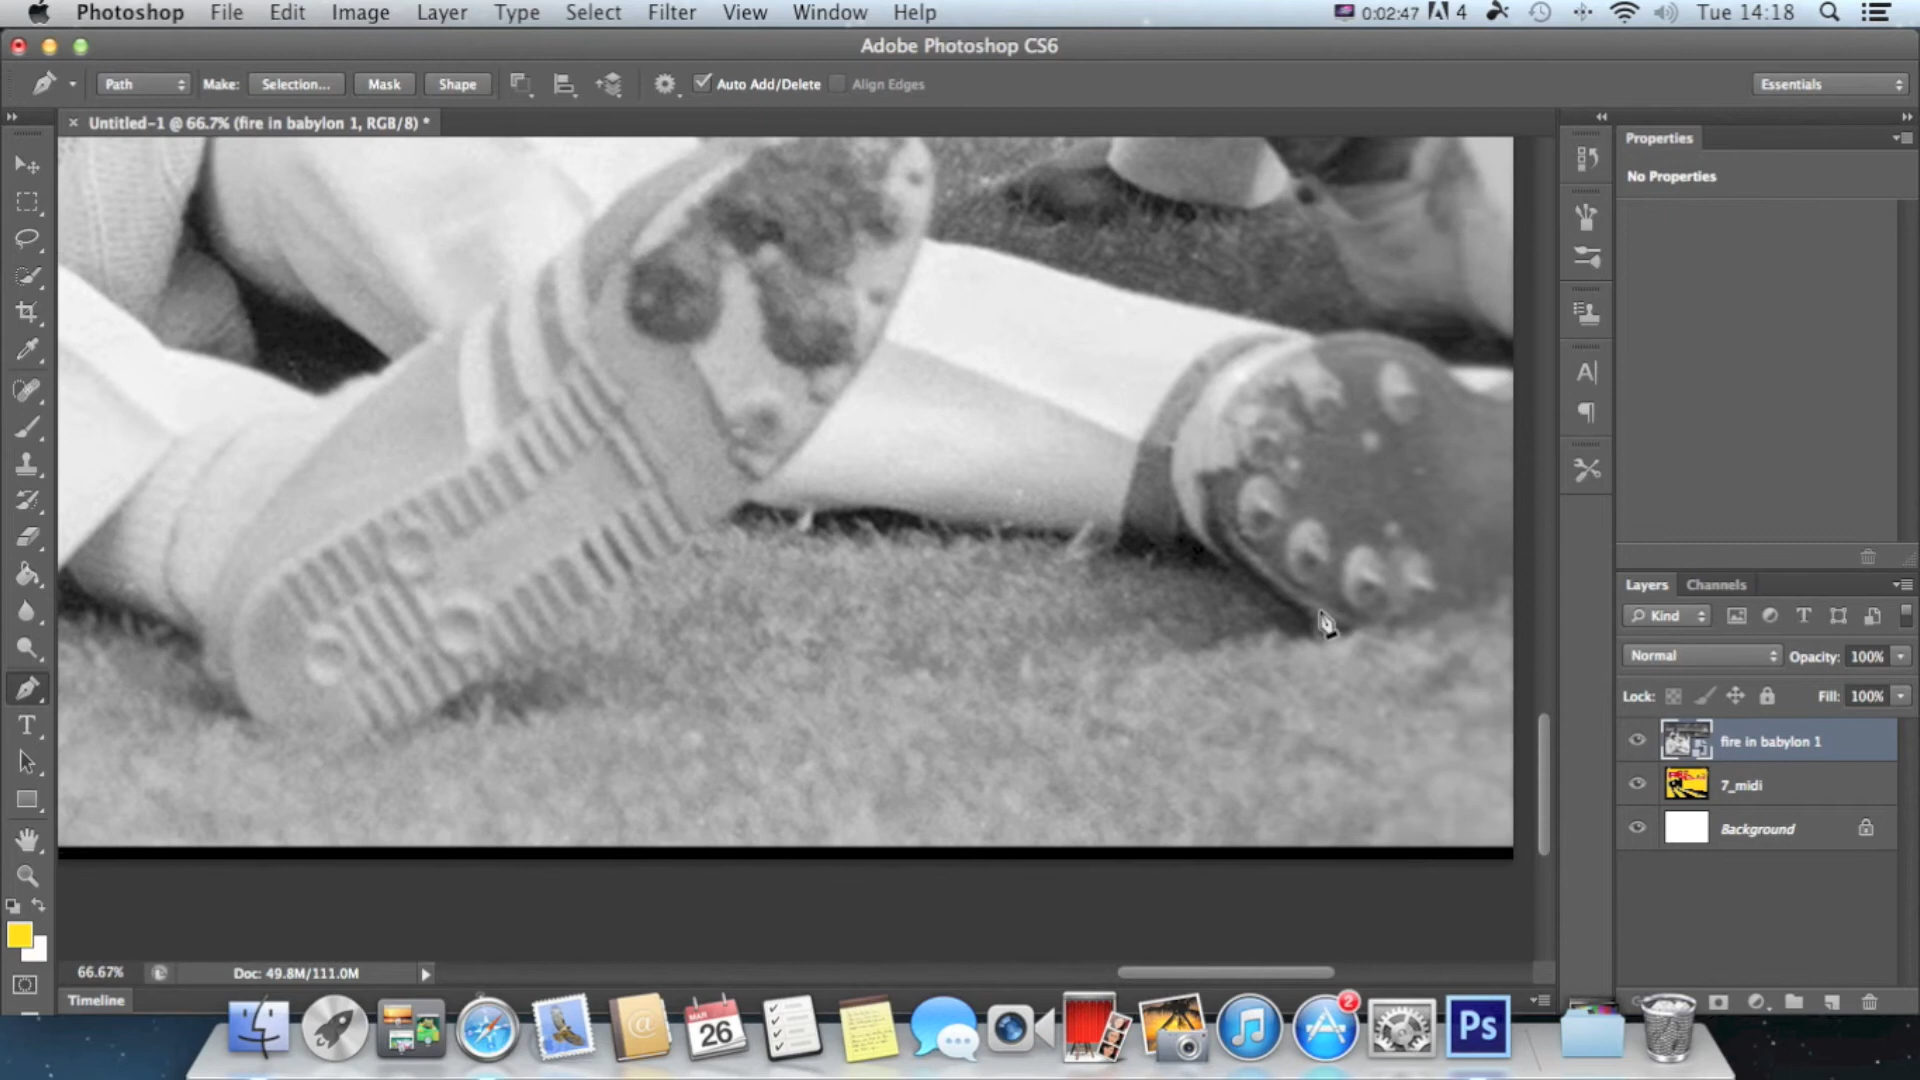 Photoshop File Edit Image Layer Type Select Filter View Window Help 0:02:47 4 Tue 14:18
Adobe Photoshop CS6
Path Make: Selection... Mask Shape Auto Add/Delete Align Edges Essentials
Untitled-1 @ 66.7% (fire in babylon 1, RGB/8) *
Properties
No Properties
Layers Channels
Kind
Normal Opacity: 100%
Lock: Fill: 100%
fire in babylon 1
7_midi
Background
66.67% Doc: 49.8M/111.0M
Timeline
MAR
26
2
Ps